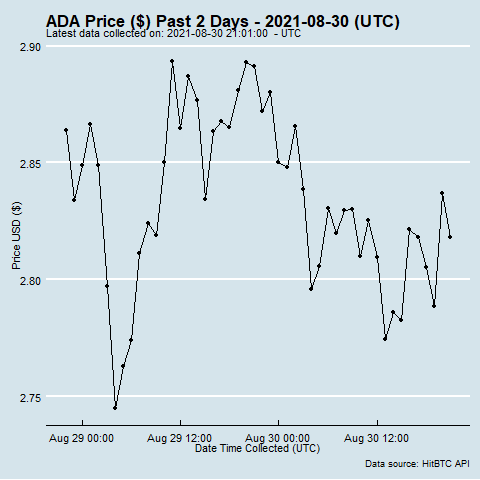 ADA Price ($) Past 2 Days - 2021-08-30 (UTC)
Latest data collected on: 2021-08-30 21:01:00 - UTC
2.90
2.85
2.80
2.75
Price USD ($)
Aug 29 00:00 Aug 29 12:00 Aug 30 00:00 Aug 30 12:00
Date Time Collected (UTC)
Data source: HitBTC API